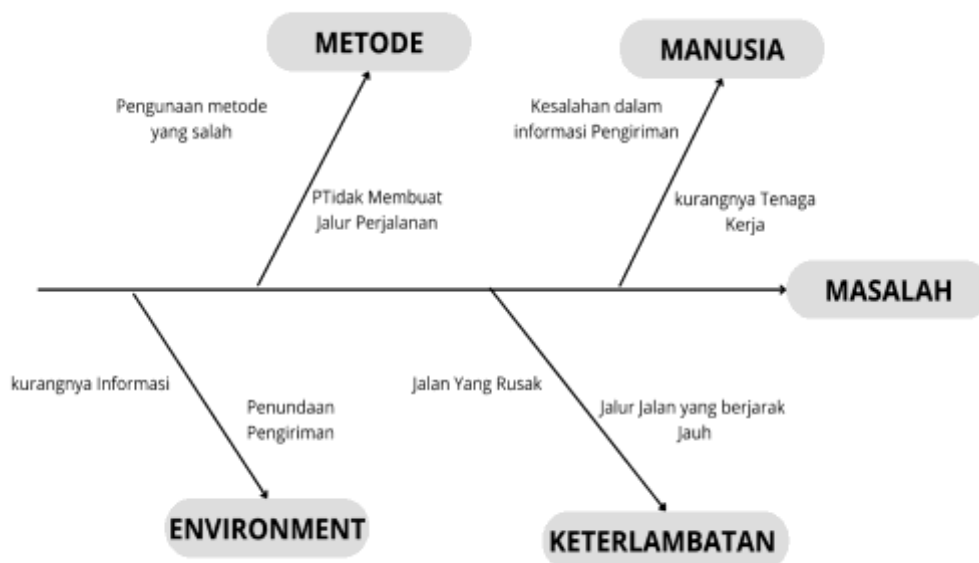 METODE
MANUSIA
Pengunaan metode
yang salah
Kesalahan dalam
informasi Pengiriman
PTidak Membuat
Jalur Perjalanan
kurangnya Tenaga
Kerja
MASALAH
kurangnya Informasi
Penundaan
Pengiriman
Jalan Yang Rusak
Jalur Jalan yang berjarak
Jauh
ENVIRONMENT
KETERLAMBATAN